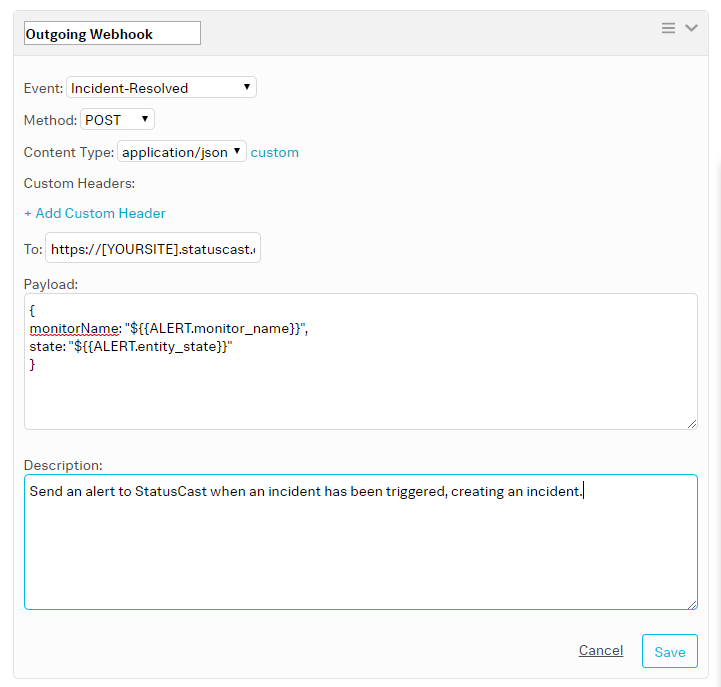 Outgoing Webhook
Event: Incident-Resolved
Method: POST
Content Type: application/json custom
Custom Headers:
+ Add Custom Header
To: https://[YOURSITE].statuscast.
Payload:
{
monitorName: "${{ALERT.monitor_name}}",
state: "${{ALERT.entity_state}}"
}
Description:
Send an alert to StatusCast when an incident has been triggered, creating an incident.
Cancel Save